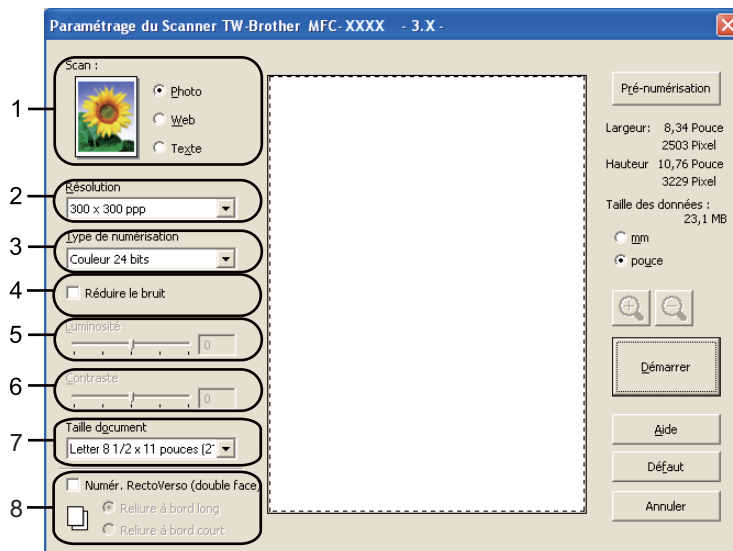 Paramétrage du Scanner TW-Brother MFC-XXXX - 3.X -
1
Scan :
Photo
Web
Texte
2
Résolution
300 x 300 ppp
3
Type de numérisation
Couleur 24 bits
4
Réduire le bruit
5
Luminosité
0
6
Contraste
0
7
Taille document
Letter 8 1/2 x 11 pouces (2
8
Numér. RectoVerso (double face)
Reliure à bord long
Reliure à bord court
Pré-numérisation
Largeur: 8,34 Pouce
2503 Pixel
Hauteur 10,76 Pouce
3229 Pixel
Taille des données :
23,1 MB
mm
pouce
Démarrer
Aide
Défaut
Annuler